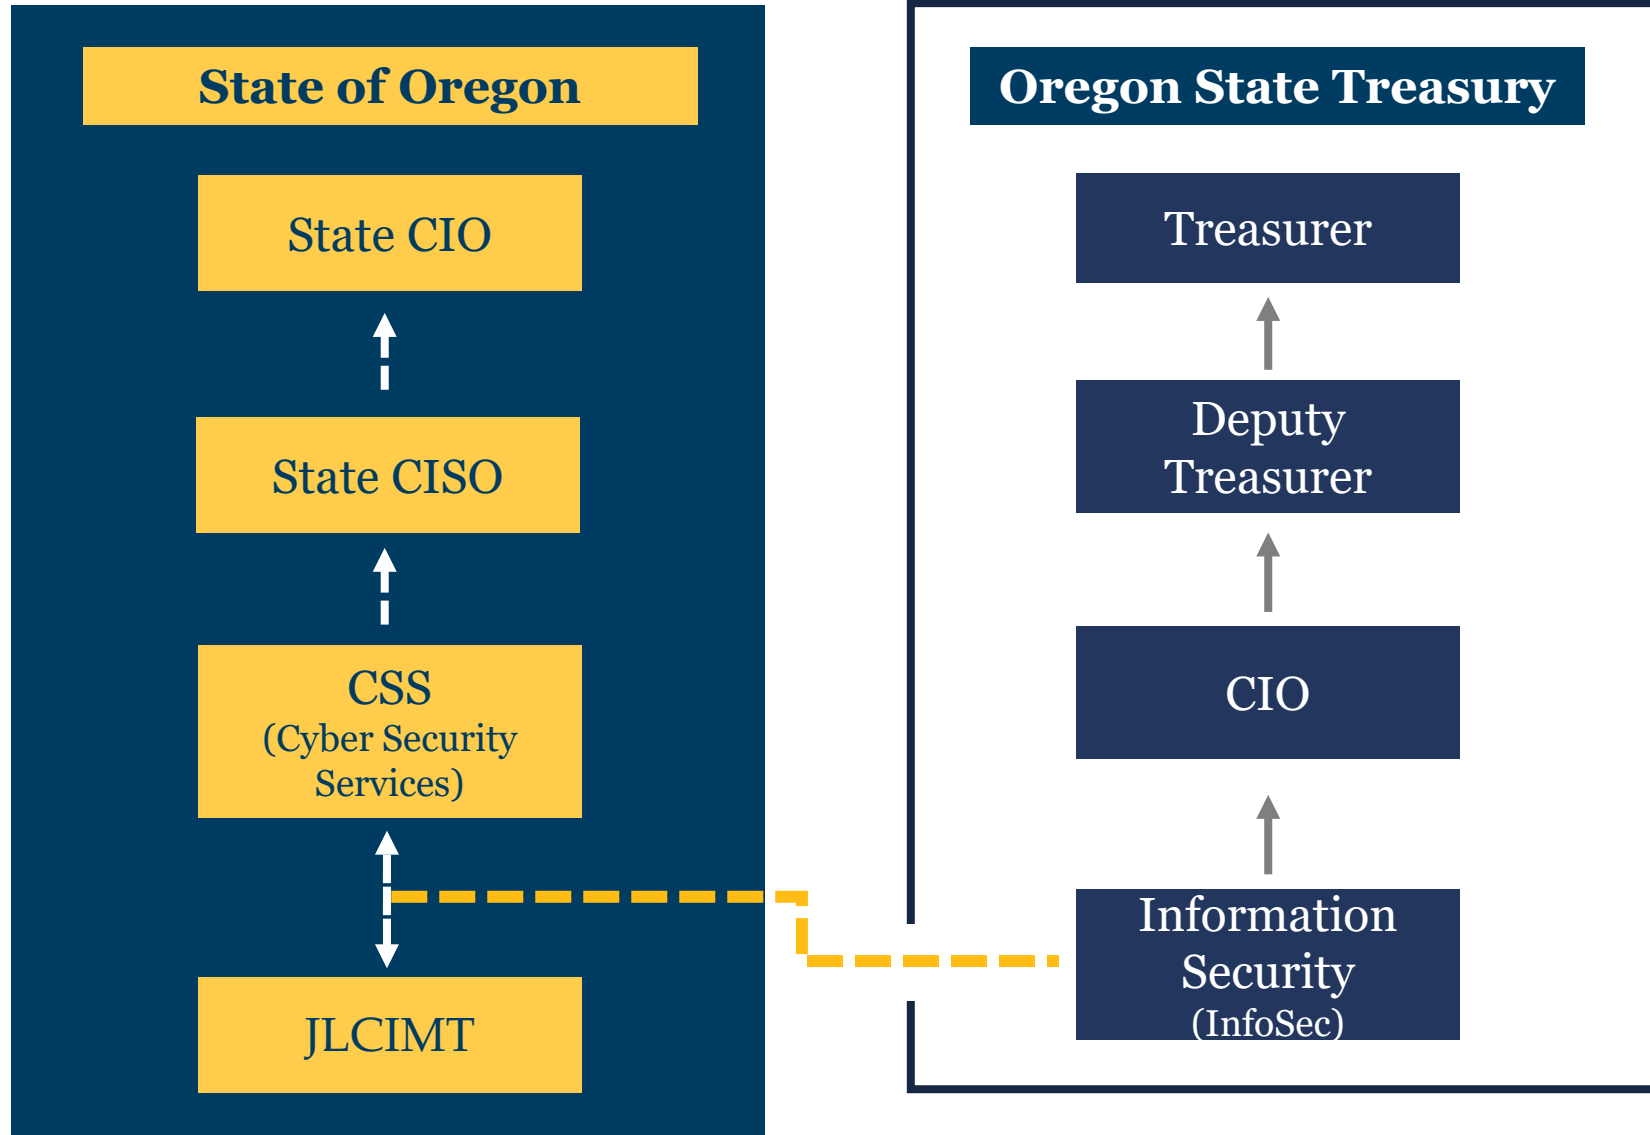 State of Oregon
State CIO
State CISO
CSS
(Cyber Security
Services)
JLCIMT
Oregon State Treasury
Treasurer
Deputy
Treasurer
CIO
Information
Security
(InfoSec)